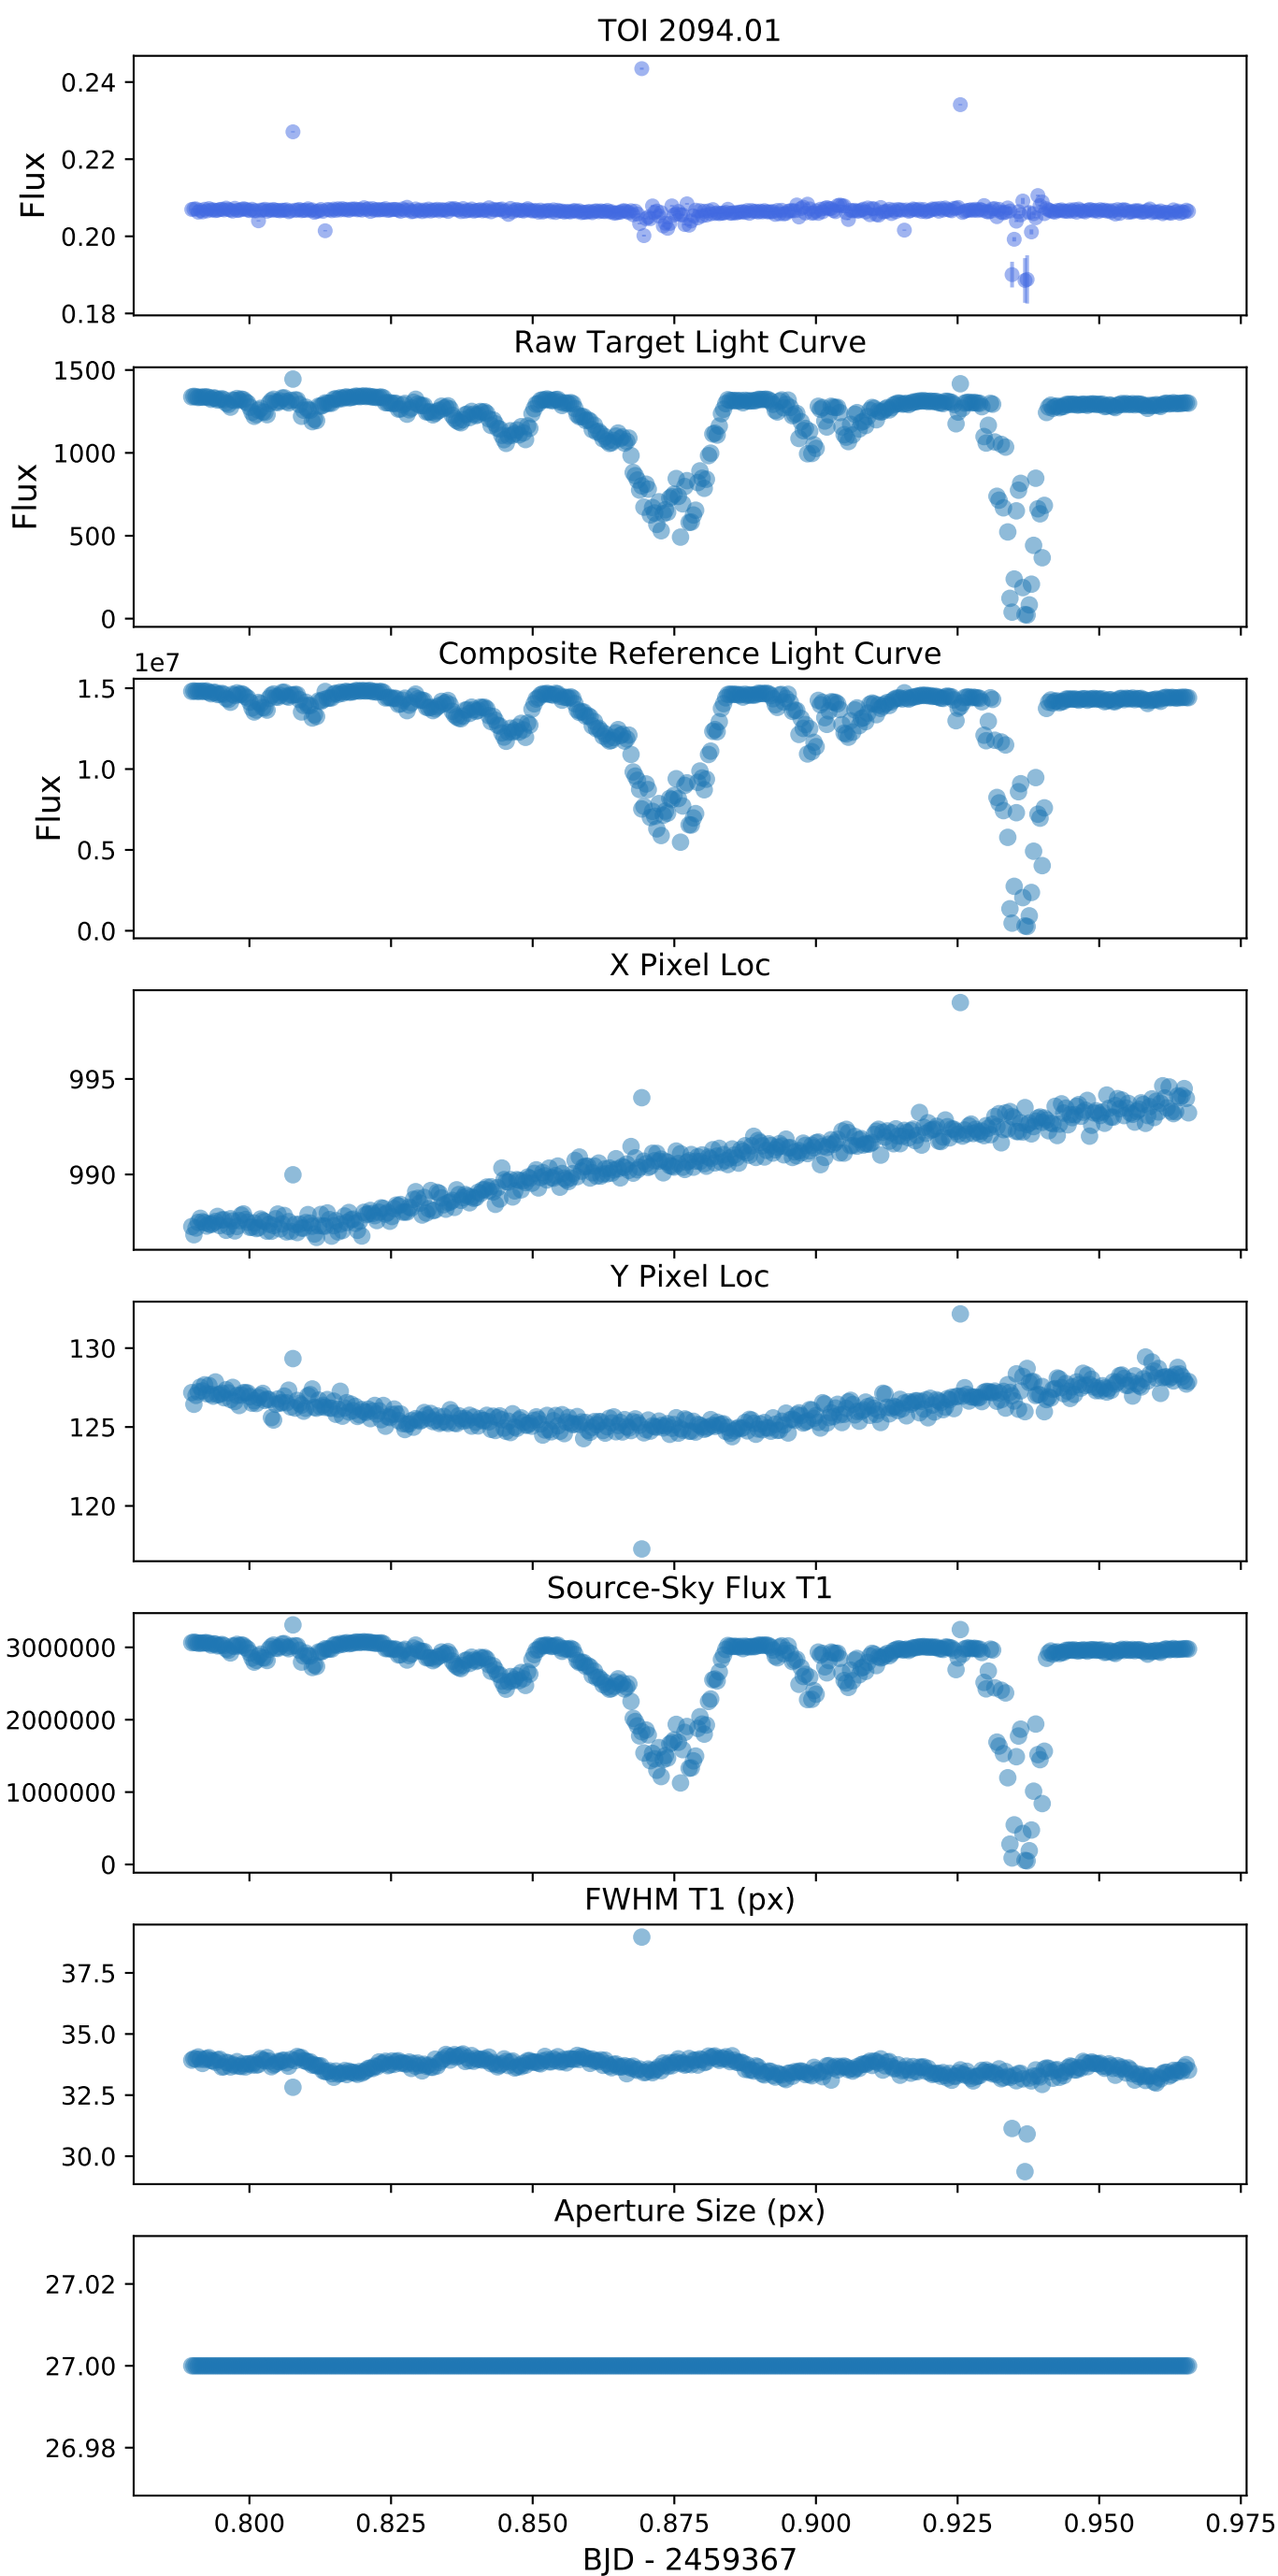 TOI 2094.01
0.24
0.22
0.20
0.18
Flux
Raw Target Light Curve
1500
1000
500
0
Flux
Composite Reference Light Curve
1e7
1.5
1.0
0.5
0.0
Flux
X Pixel Loc
995
990
Y Pixel Loc
130
125
120
Source-Sky Flux T1
3000000
2000000
1000000
0
FWHM T1 (px)
37.5
35.0
32.5
30.0
Aperture Size (px)
27.02
27.00
26.98
0.800 0.825 0.850 0.875 0.900 0.925 0.950 0.975
BJD - 2459367